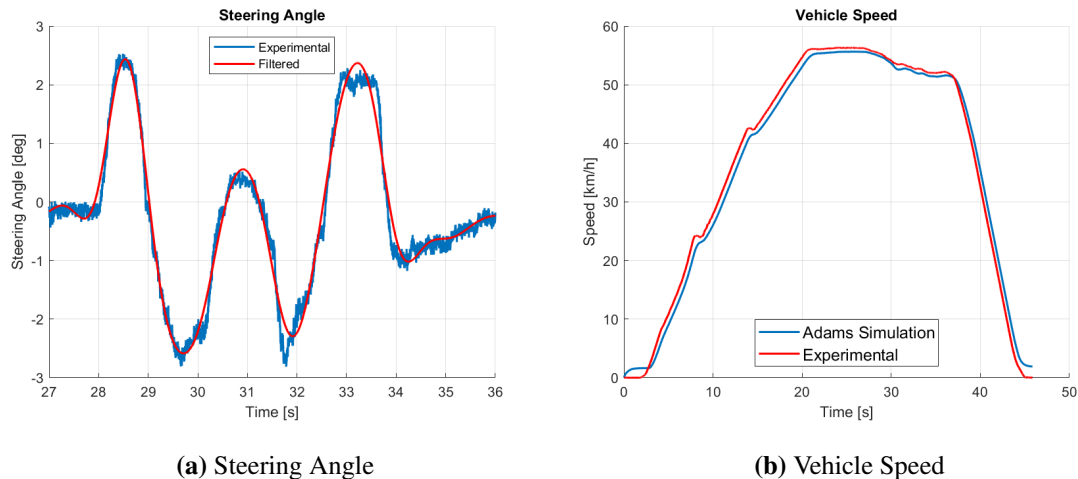 Steering Angle
3
2
1
0
-1
-2
-3
Steering Angle [deg]
Experimental
Filtered
27 28 29 30 31 32 33 34 35 36
Time [s]
(a) Steering Angle
Vehicle Speed
60
50
40
30
20
10
0
Speed [km/h]
Adams Simulation
Experimental
0 10 20 30 40 50
Time [s]
(b) Vehicle Speed